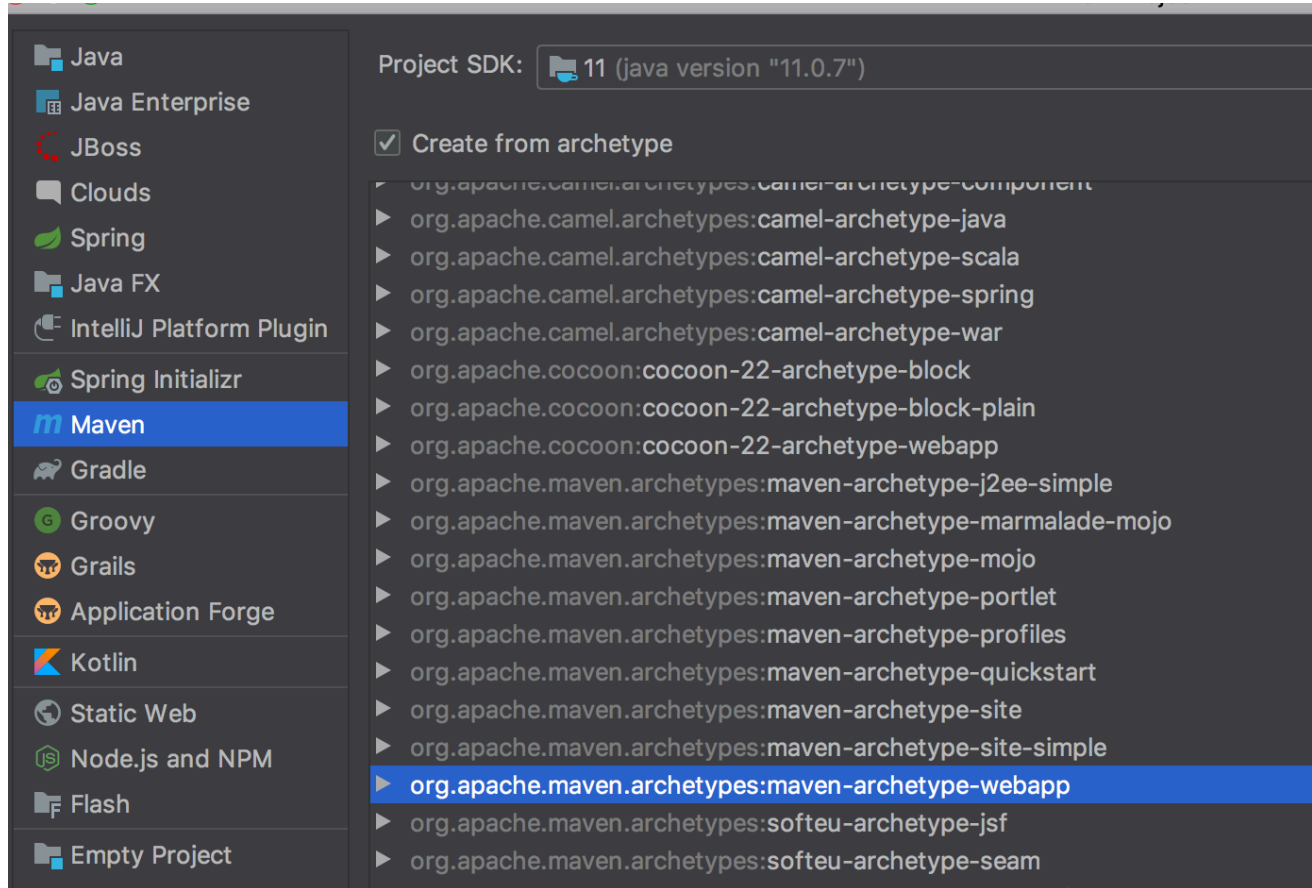 Java
Java Enterprise
JBoss
Clouds
Spring
Java FX
IntelliJ Platform Plugin
Spring Initializr
Maven
Gradle
Groovy
Grails
Application Forge
Kotlin
Static Web
Node.js and NPM
Flash
Empty Project
Project SDK: 11 (java version "11.0.7")
Create from archetype
org.apache.camel.archetypes:camel-archetype-component
org.apache.camel.archetypes:camel-archetype-java
org.apache.camel.archetypes:camel-archetype-scala
org.apache.camel.archetypes:camel-archetype-spring
org.apache.camel.archetypes:camel-archetype-war
org.apache.cocoon:cocoon-22-archetype-block
org.apache.cocoon:cocoon-22-archetype-block-plain
org.apache.cocoon:cocoon-22-archetype-webapp
org.apache.maven.archetypes:maven-archetype-j2ee-simple
org.apache.maven.archetypes:maven-archetype-marmalade-mojo
org.apache.maven.archetypes:maven-archetype-mojo
org.apache.maven.archetypes:maven-archetype-portlet
org.apache.maven.archetypes:maven-archetype-profiles
org.apache.maven.archetypes:maven-archetype-quickstart
org.apache.maven.archetypes:maven-archetype-site
org.apache.maven.archetypes:maven-archetype-site-simple
org.apache.maven.archetypes:maven-archetype-webapp
org.apache.maven.archetypes:softeu-archetype-jsf
org.apache.maven.archetypes:softeu-archetype-seam